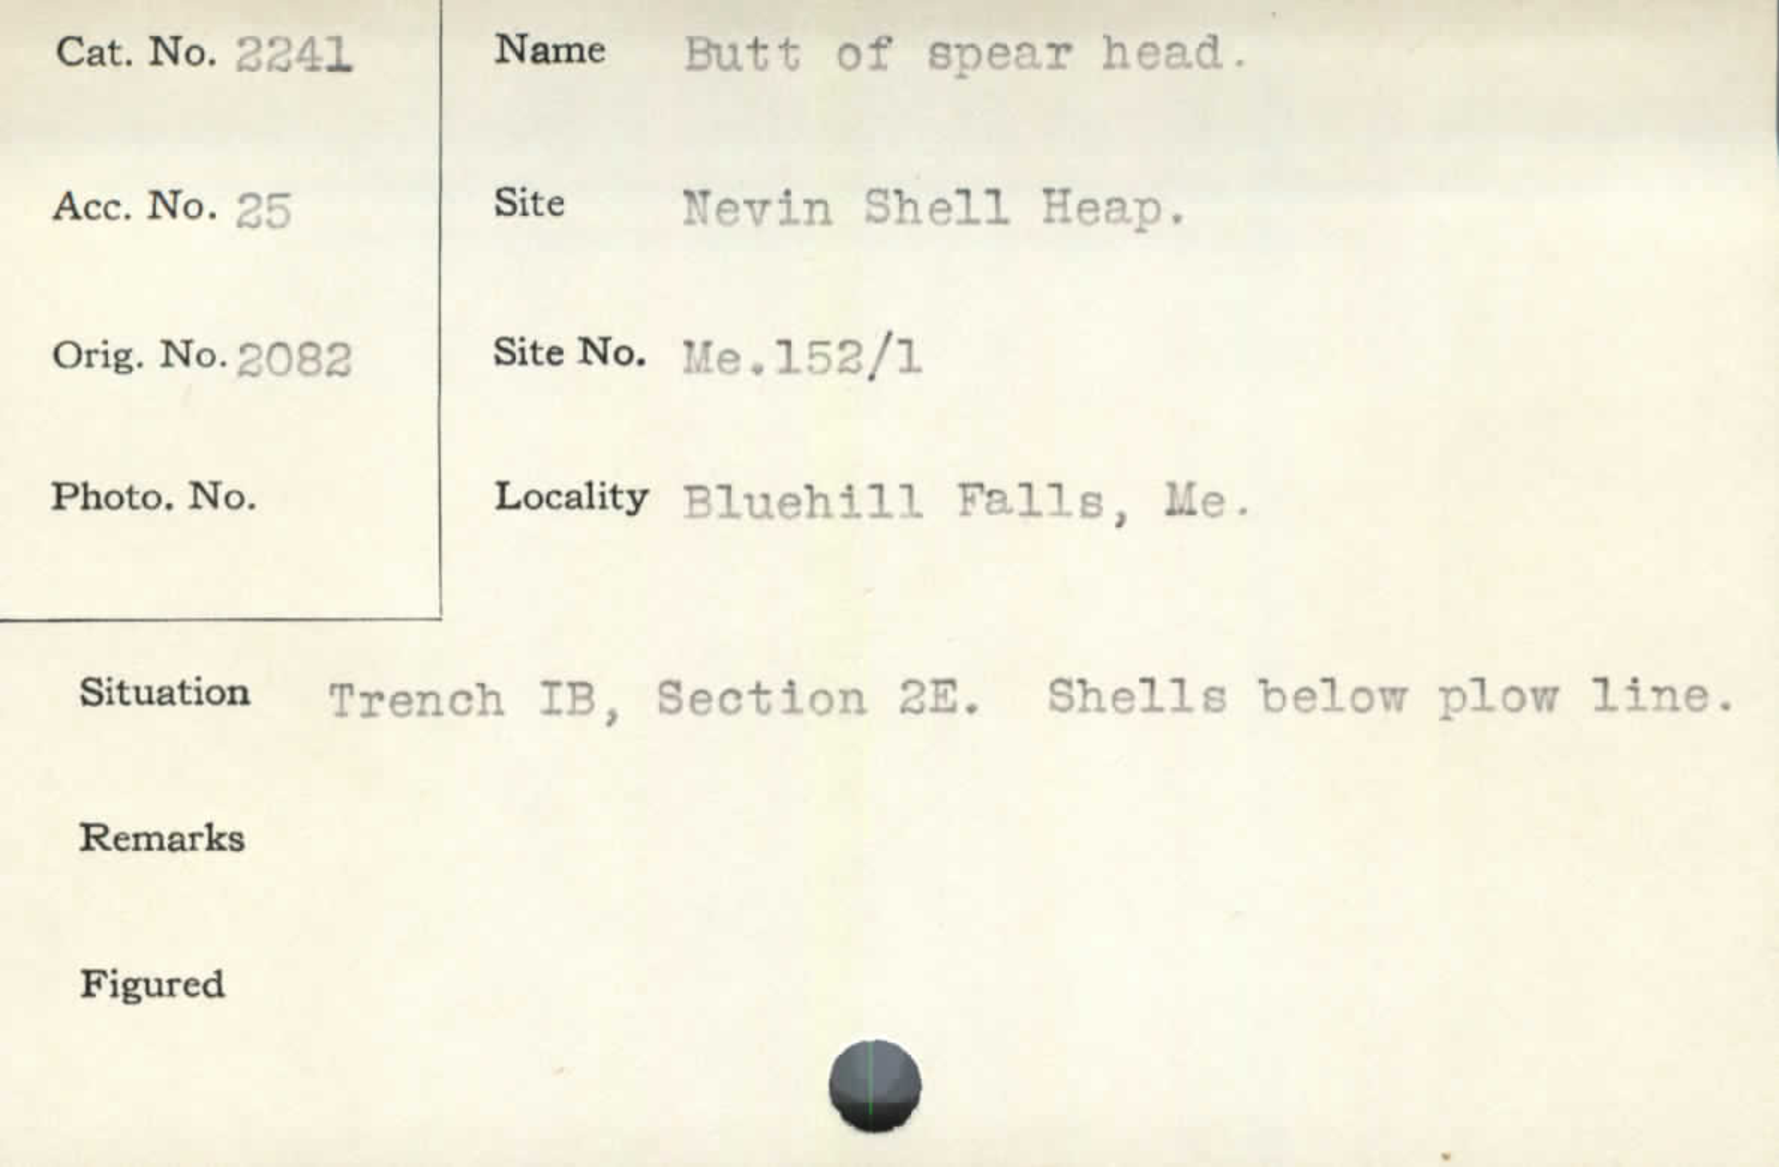 Cat. No. 2241
Name Butt of spear head.
Acc. No. 25
Site Nevin Shell Heap.
Orig. No. 2082
Site No. Me.152/1
Photo. No.
Locality Bluehill Falls, Me.
Situation Trench IB, Section 2E. Shells below plow line.
Remarks
Figured